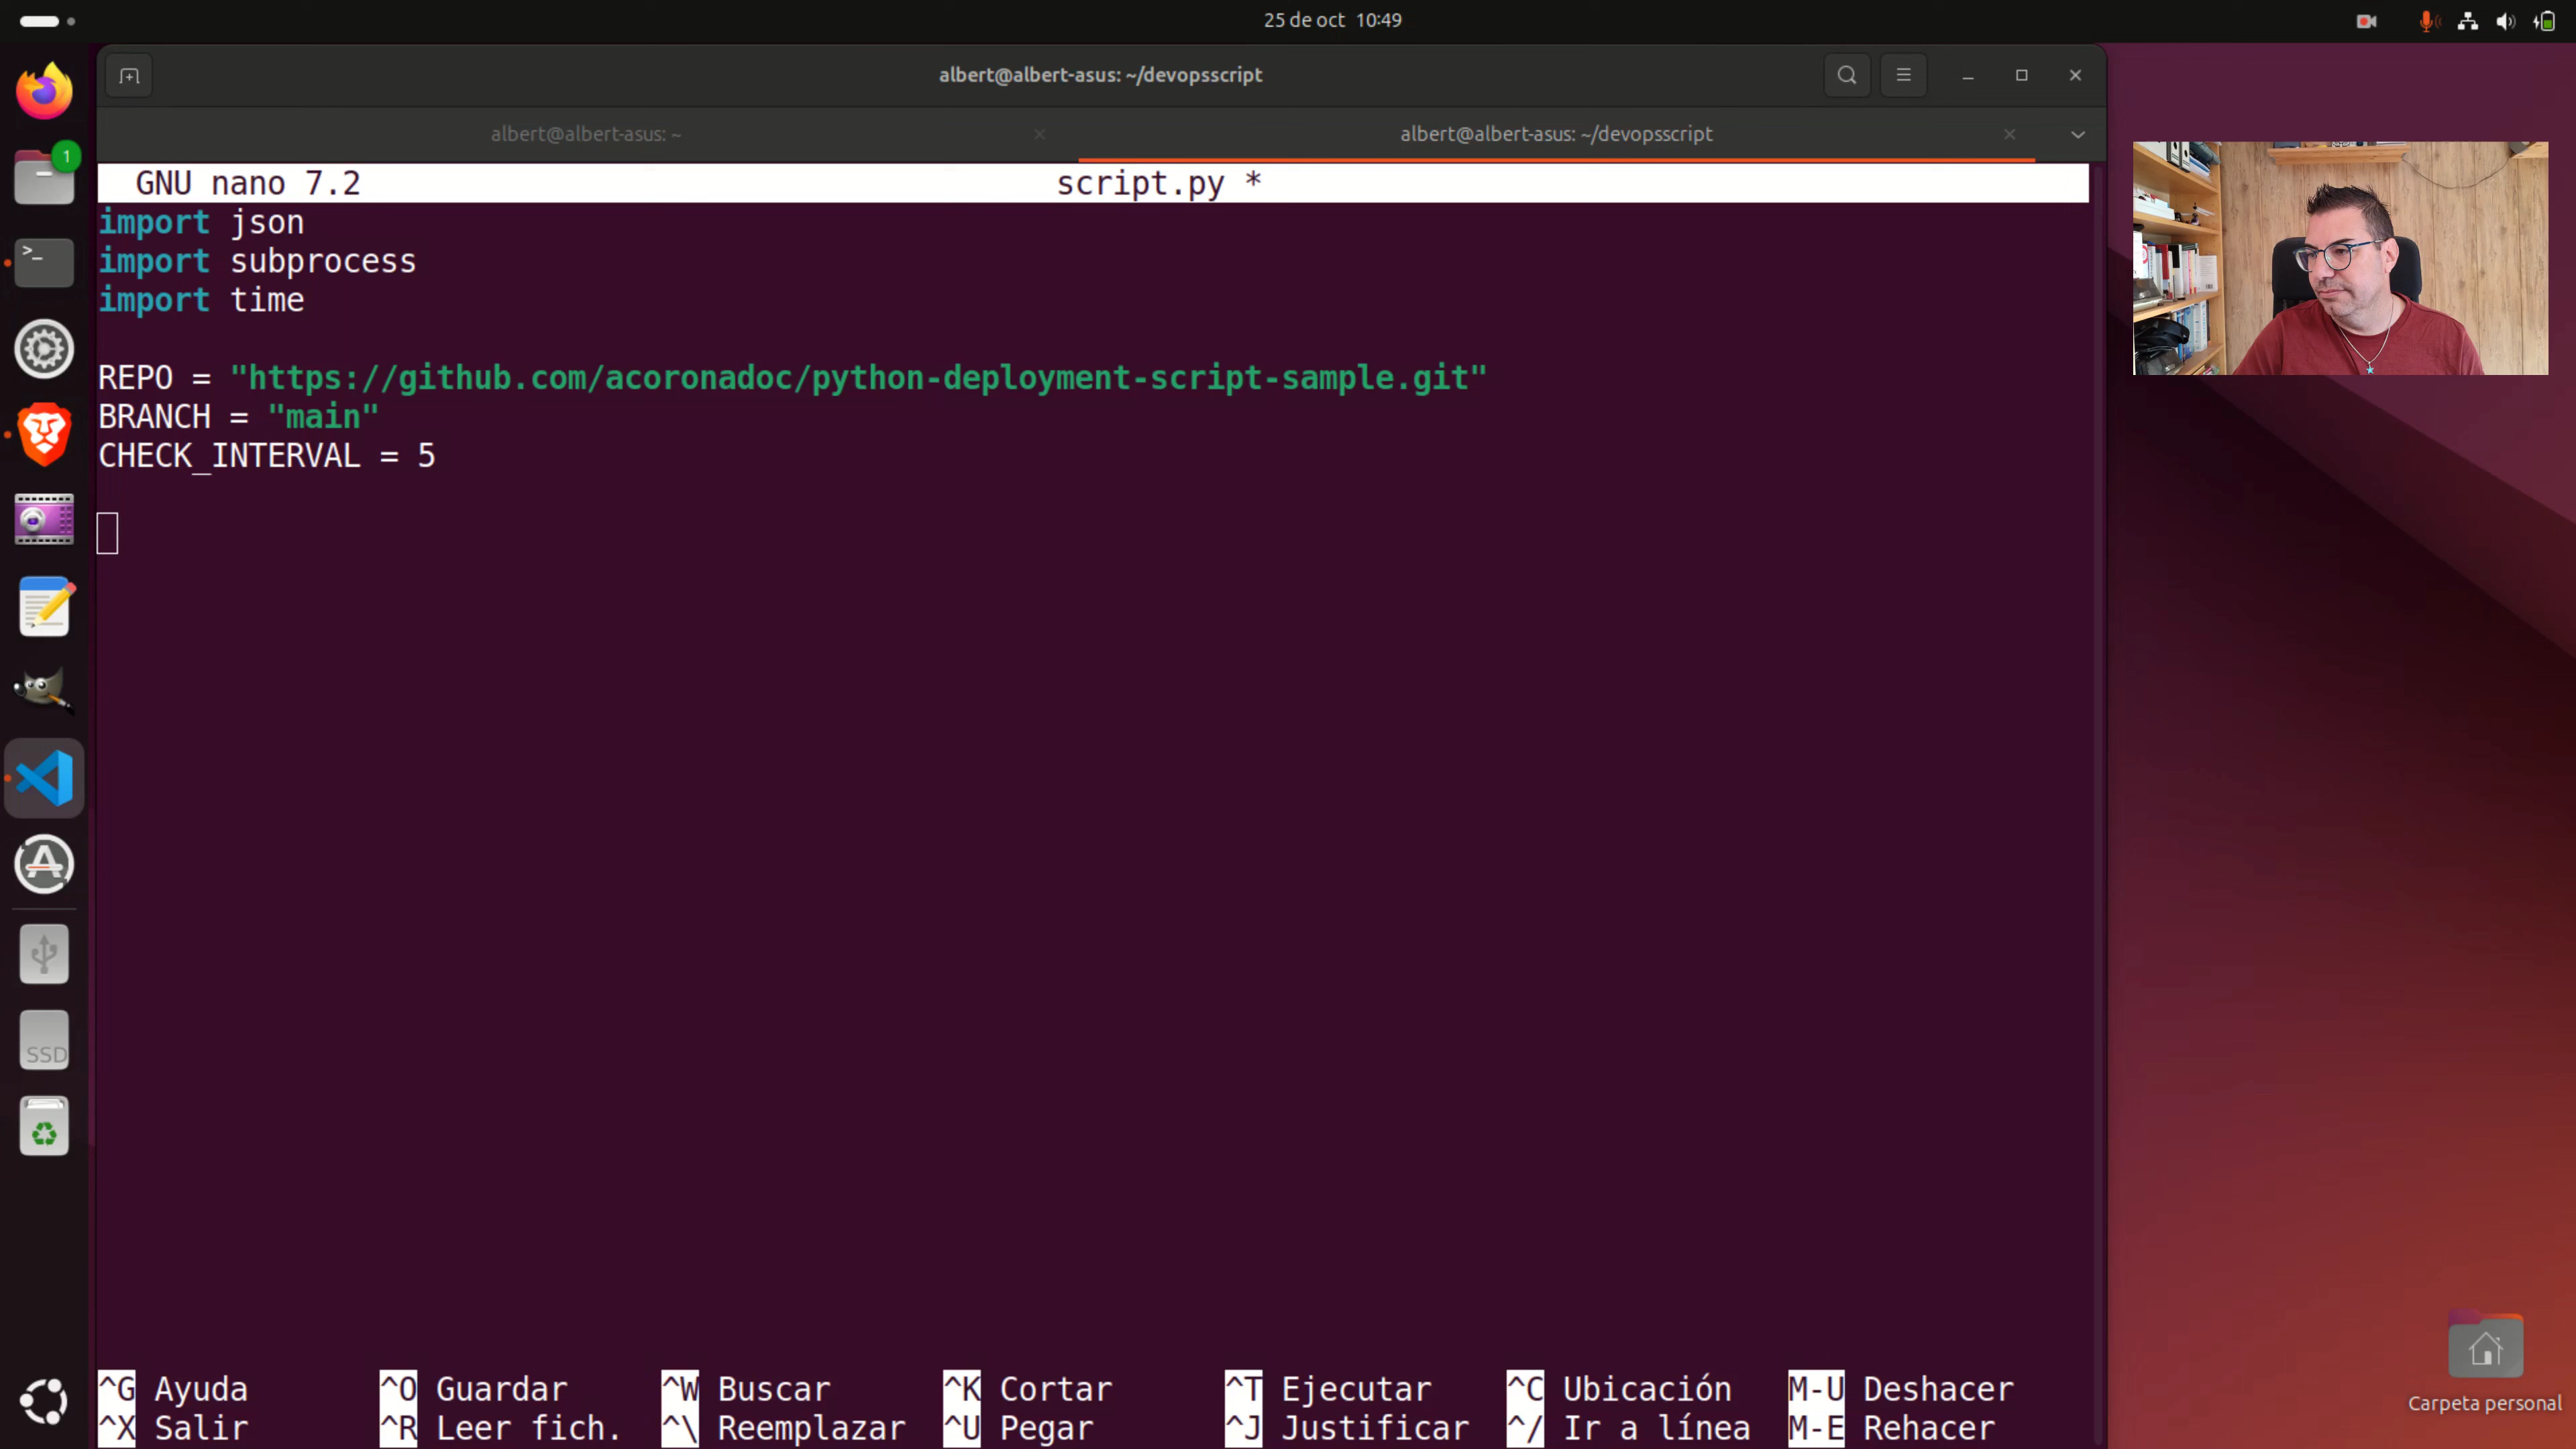 25 de oct 10:49
albert@albert-asus: ~/devopsscript
albert@albert-asus: ~
albert@albert-asus: ~/devopsscript
GNU nano 7.2 script.py *
import json
import subprocess
import time
REPO = "https://github.com/acoronadoc/python-deployment-script-sample.git"
BRANCH = "main"
CHECK_INTERVAL = 5
^G Ayuda ^O Guardar ^W Buscar ^K Cortar ^T Ejecutar ^C Ubicación M-U Deshacer
^X Salir ^R Leer fich. ^\ Reemplazar ^U Pegar ^J Justificar ^/ Ir a línea M-E Rehacer
1
>_
SSD
Carpeta personal